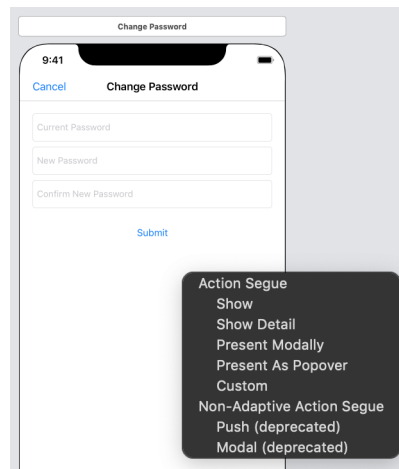 Change Password
9:41
Cancel Change Password
Current Password
New Password
Confirm New Password
Submit
Action Segue
Show
Show Detail
Present Modally
Present As Popover
Custom
Non-Adaptive Action Segue
Push (deprecated)
Modal (deprecated)